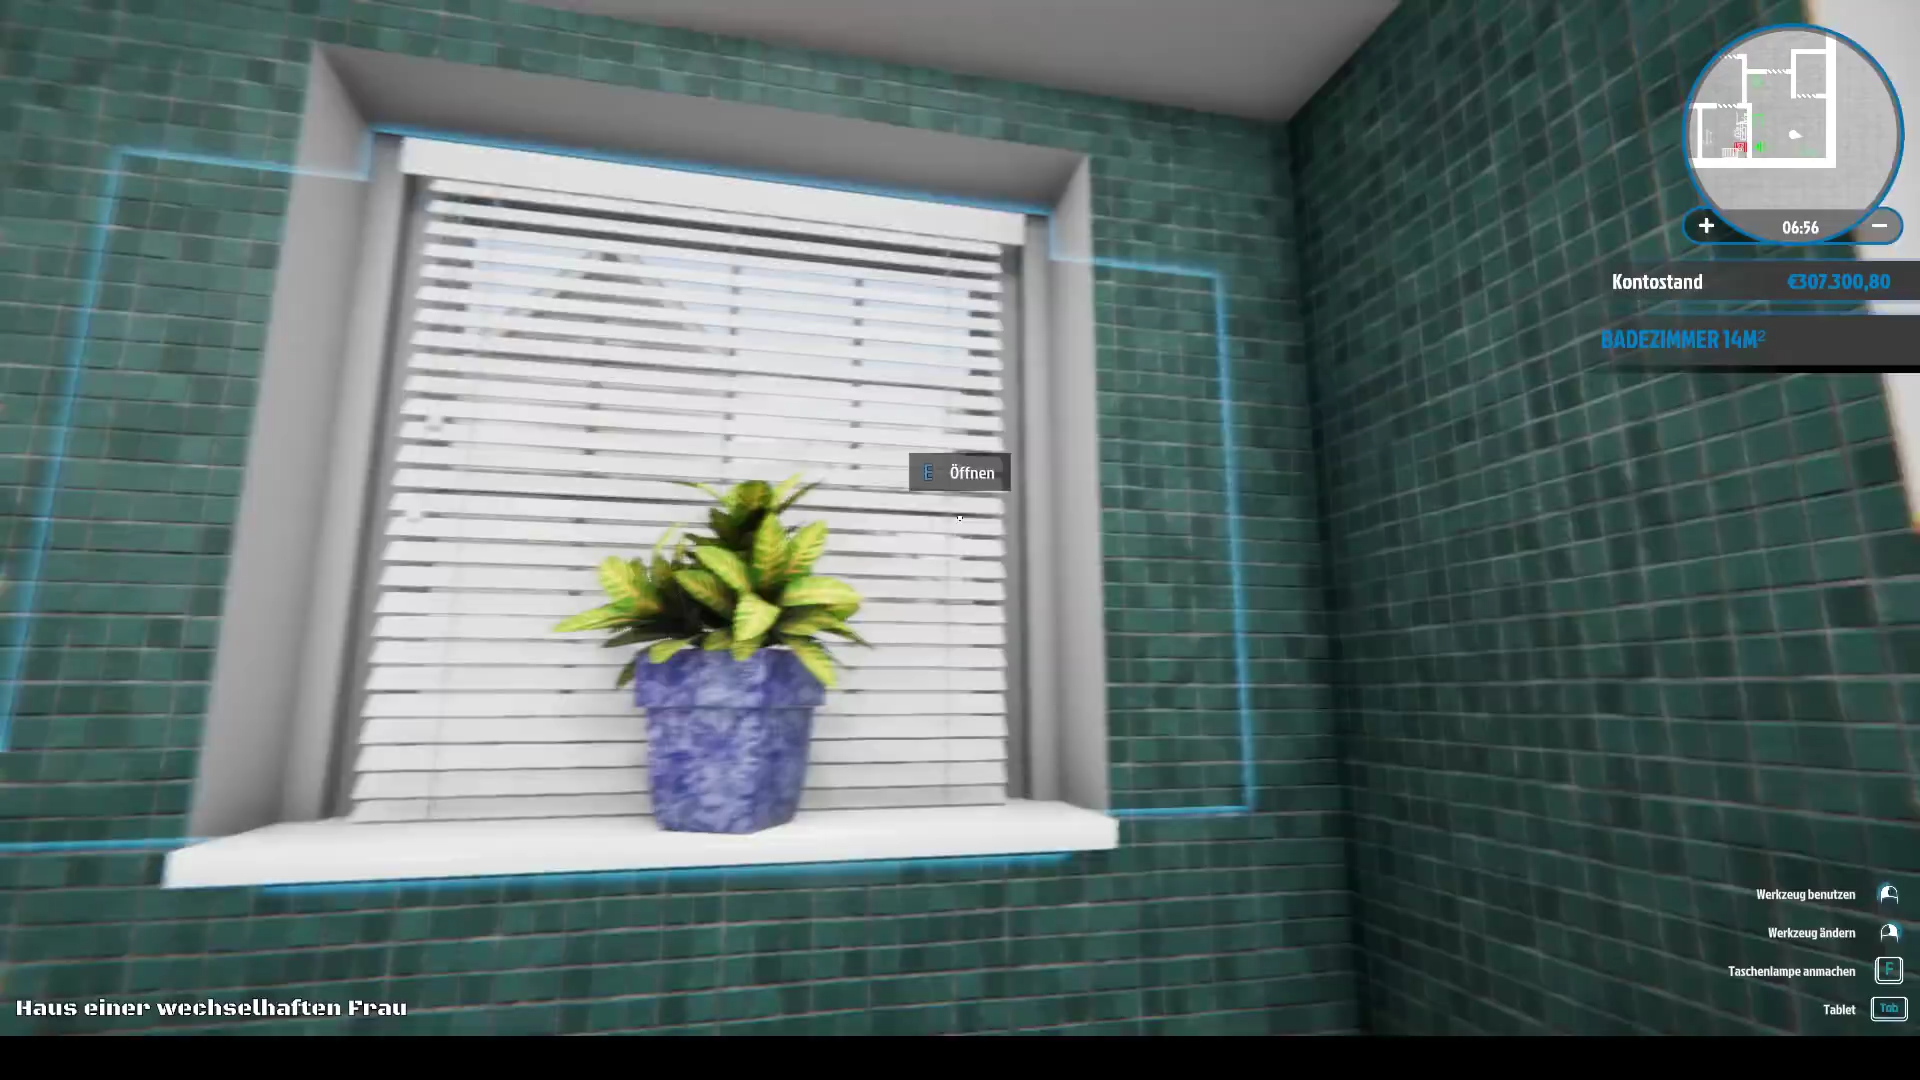 + 06:56 −
Kontostand €307.300,80
BADEZIMMER 14M²
E Öffnen
Werkzeug benutzen
Werkzeug ändern
Taschenlampe anmachen F
Haus einer wechselhaften Frau
Tablet Tab